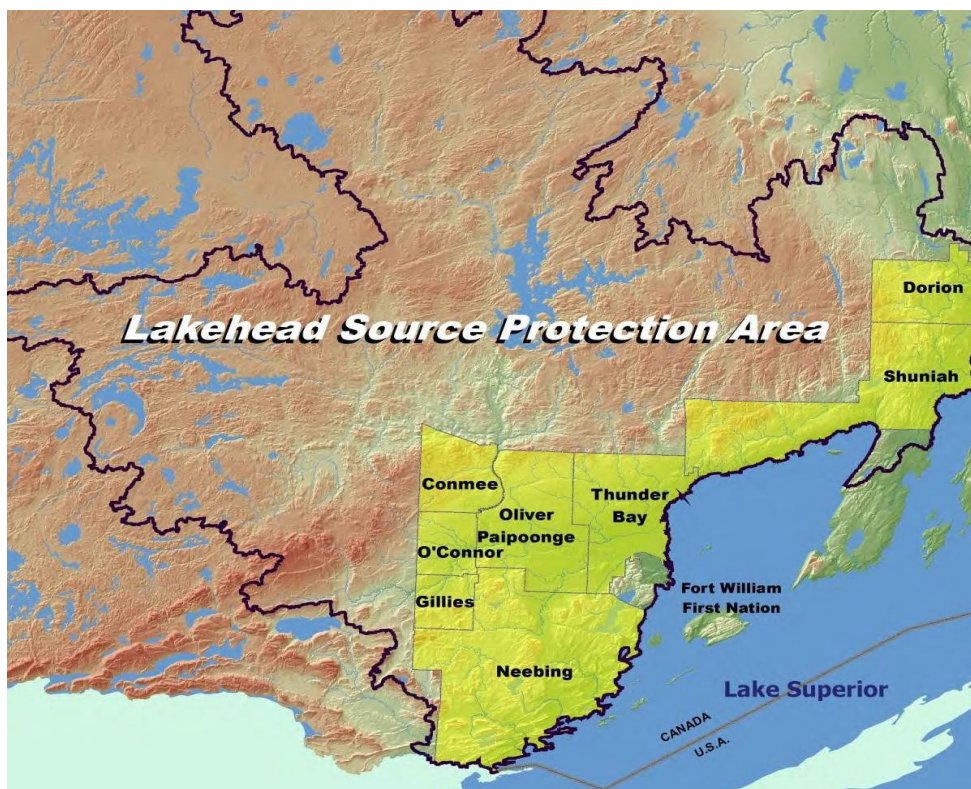 Dorion
Lakehead Source Protection Area
Shuniah
Conmee
Thunder
Bay
Oliver
Paipoonge
O'Connor
Gillies
Fort William
First Nation
Neebing
Lake Superior
CANADA
U.S.A.